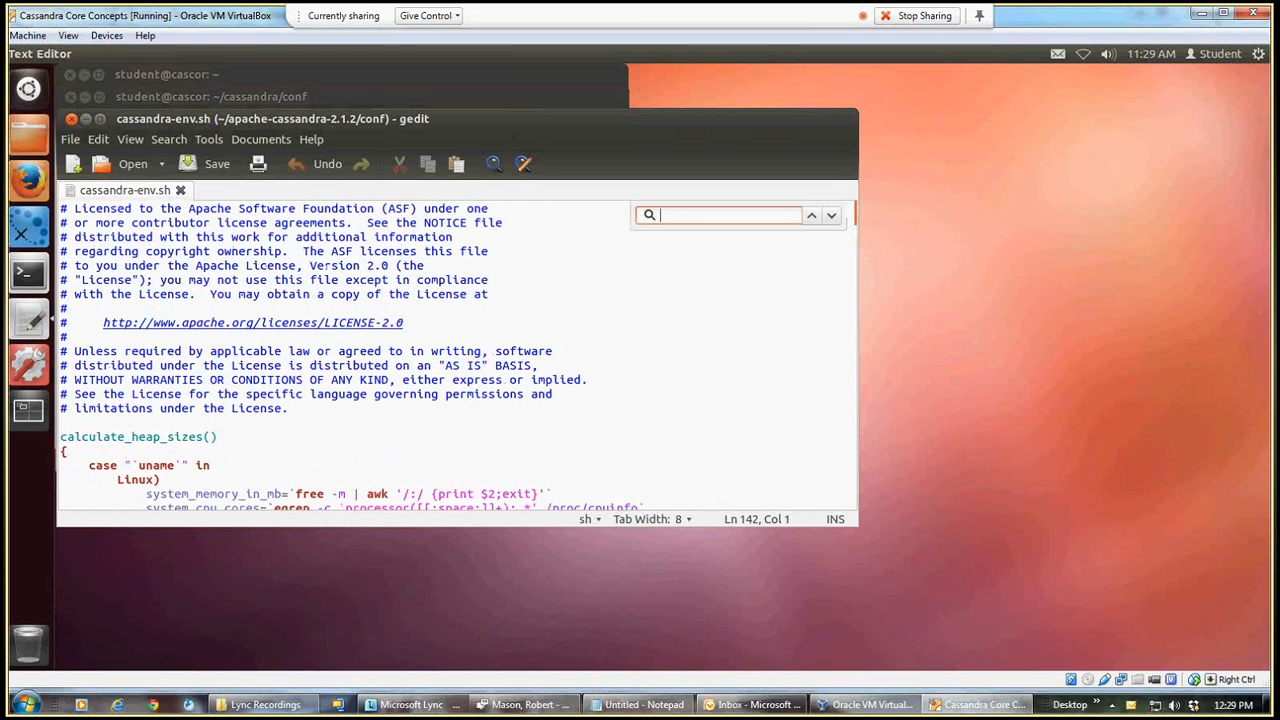 Cassandra Core Concepts [Running] - Oracle VM VirtualBox
Currently sharing
Give Control
Stop Sharing
Machine View Devices Help
Text Editor
11:29 AM Student
student@cascor: ~
student@cascor: ~/cassandra/conf
cassandra-env.sh (~/apache-cassandra-2.1.2/conf) - gedit
File Edit View Search Tools Documents Help
Open Save Undo
cassandra-env.sh
# Licensed to the Apache Software Foundation (ASF) under one
# or more contributor license agreements.  See the NOTICE file
# distributed with this work for additional information
# regarding copyright ownership.  The ASF licenses this file
# to you under the Apache License, Version 2.0 (the
# "License"); you may not use this file except in compliance
# with the License.  You may obtain a copy of the License at
#
#     http://www.apache.org/licenses/LICENSE-2.0
#
# Unless required by applicable law or agreed to in writing, software
# distributed under the License is distributed on an "AS IS" BASIS,
# WITHOUT WARRANTIES OR CONDITIONS OF ANY KIND, either express or implied.
# See the License for the specific language governing permissions and
# limitations under the License.
calculate_heap_sizes()
{
case "`uname`" in
Linux)
system_memory_in_mb=`free -m | awk '/:/ {print $2;exit}'`
system_cpu_cores=`egrep -c 'processor([[:space:]]+):.*' /proc/cpuinfo`
sh Tab Width: 8 Ln 142, Col 1 INS
Right Ctrl
Lync Recordings
Microsoft Lync ...
Mason, Robert - ...
Untitled - Notepad
Inbox - Microsoft ...
Oracle VM Virtual...
Cassandra Core C...
Desktop
12:29 PM